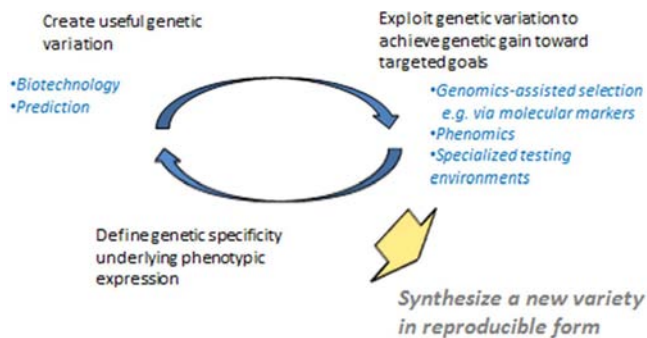 Create useful genetic
variation
•Biotechnology
•Prediction
Exploit genetic variation to
achieve genetic gain toward
targeted goals
•Genomics-assisted selection
e.g. via molecular markers
•Phenomics
•Specialized testing
environments
Define genetic specificity
underlying phenotypic
expression
Synthesize a new variety
in reproducible form